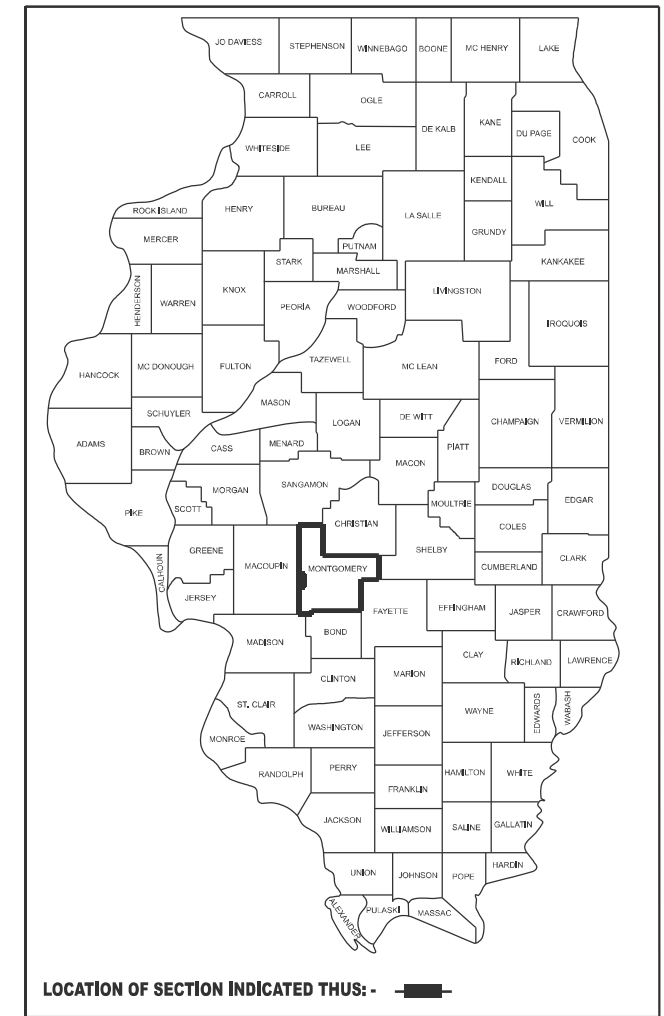 JO DAVIESS STEPHENSON WINNEBAGO BOONE MC HENRY LAKE
CARROLL OGLE
DE KALB KANE DU PAGE COOK
WHITESIDE LEE
KENDALL
WILL
ROCK ISLAND HENRY BUREAU LA SALLE
GRUNDY
MERCER PUTNAM
STARK MARSHALL KANKAKEE
HENDERSON WARREN KNOX PEORIA WOODFORD LIVINGSTON
IROQUOIS
HANCOCK MC DONOUGH FULTON TAZEWELL MC LEAN FORD
MASON
SCHUYLER LOGAN DE WITT CHAMPAIGN VERMILION
ADAMS BROWN CASS MENARD PIATT
MACON
MORGAN SANGAMON DOUGLAS
PIKE SCOTT MOULTRIE EDGAR
CHRISTIAN COLES
GREENE SHELBY
CALHOUN MACOUPIN MONTGOMERY CUMBERLAND CLARK
JERSEY
FAYETTE EFFINGHAM JASPER CRAWFORD
MADISON BOND
CLAY RICHLAND LAWRENCE
CLINTON MARION
ST. CLAIR WAYNE EDWARDS WABASH
WASHINGTON JEFFERSON
MONROE
RANDOLPH PERRY HAMILTON WHITE
FRANKLIN
JACKSON WILLIAMSON SALINE GALLATIN
HARDIN
UNION JOHNSON POPE
ALEXANDER PULASKI MASSAC
LOCATION OF SECTION INDICATED THUS: -